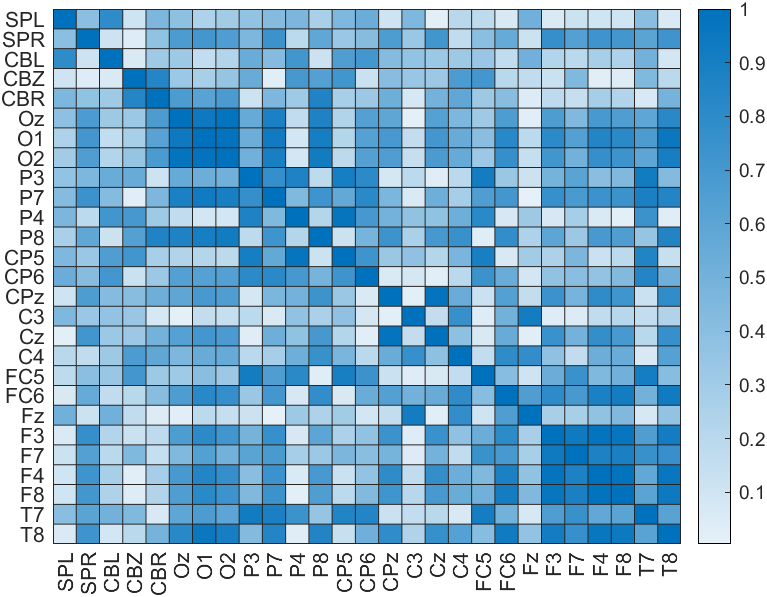 SPL
SPR
CBL
CBZ
CBR
Oz
O1
O2
P3
P7
P4
P8
CP5
CP6
CPz
C3
Cz
C4
FC5
FC6
Fz
F3
F7
F4
F8
T7
T8
SPL SPR CBL CBZ CBR Oz O1 O2 P3 P7 P4 P8 CP5 CP6 CPz C3 Cz C4 FC5 FC6 Fz F3 F7 F4 F8 T7 T8
1
0.9
0.8
0.7
0.6
0.5
0.4
0.3
0.2
0.1